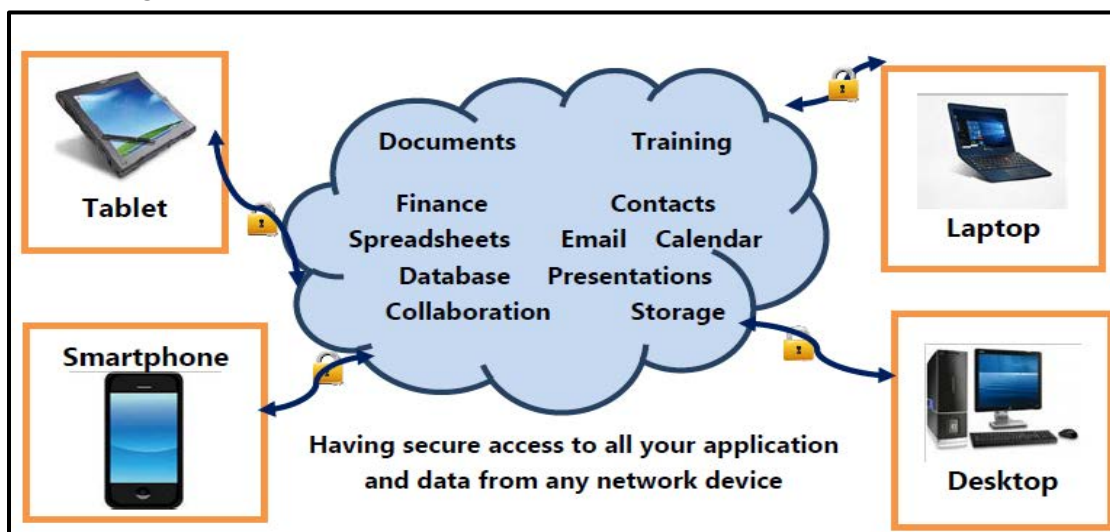 Documents Training
Tablet
Finance Contacts
Laptop
Spreadsheets Email Calendar
Database Presentations
Collaboration Storage
Smartphone
Having secure access to all your application
and data from any network device
Desktop